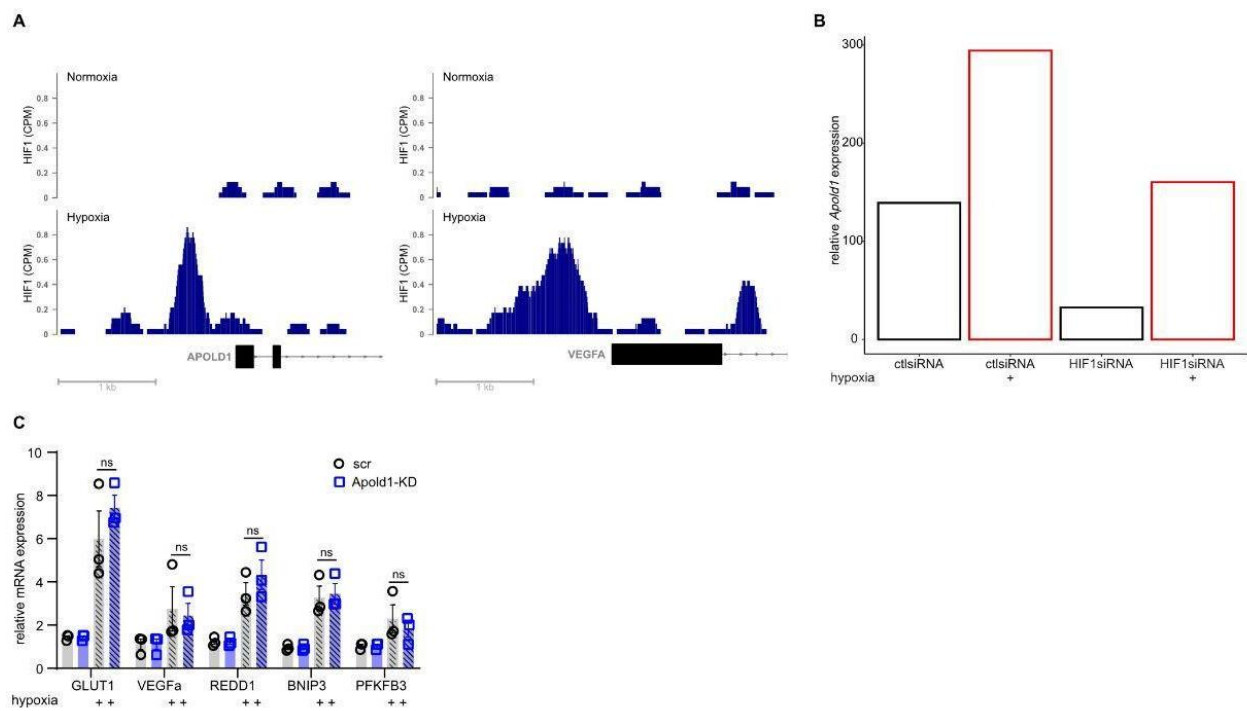 A
Normoxia
HIF1 (CPM)
0.8
0.6
0.4
0.2
0
Hypoxia
HIF1 (CPM)
0.8
0.6
0.4
0.2
0
APOLD1
1 kb
Normoxia
HIF1 (CPM)
0.8
0.6
0.4
0.2
0
Hypoxia
HIF1 (CPM)
0.8
0.6
0.4
0.2
0
VEGFA
1 kb
B
relative Apold1 expression
300
200
100
0
ctlsiRNA ctlsiRNA HIF1siRNA HIF1siRNA
hypoxia + +
C
relative mRNA expression
10
8
6
4
2
0
scr
Apold1-KD
ns ns ns ns ns
GLUT1 VEGFa REDD1 BNIP3 PFKFB3
hypoxia + + + + + + + + + +